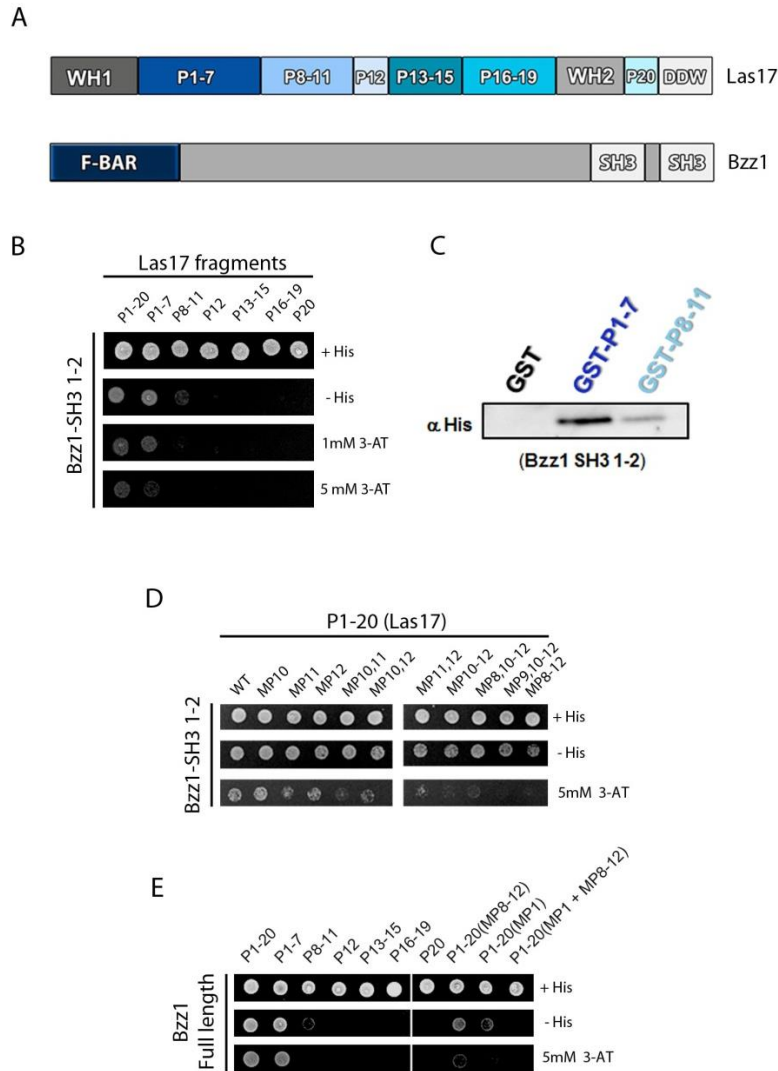 A
WH1 P1-7 P8-11 P12 P13-15 P16-19 WH2 P20 DDW Las17
F-BAR SH3 SH3 Bzz1
B
Las17 fragments
P1-20 P1-7 P8-11 P12 P13-15 P16-19 P20
Bzz1-SH3 1-2
+ His
- His
1mM 3-AT
5 mM 3-AT
C
GST GST-P1-7 GST-P8-11
α His
(Bzz1 SH3 1-2)
D
P1-20 (Las17)
WT MP10 MP11 MP12 MP10,11 MP10,12 MP11,12 MP10-12 MP8,10-12 MP9,10-12 MP8-12
Bzz1-SH3 1-2
+ His
- His
5mM 3-AT
E
P1-20 P1-7 P8-11 P12 P13-15 P16-19 P20 P1-20(MP8-12) P1-20(MP1) P1-20(MP1 + MP8-12)
Bzz1
Full length
+ His
- His
5mM 3-AT